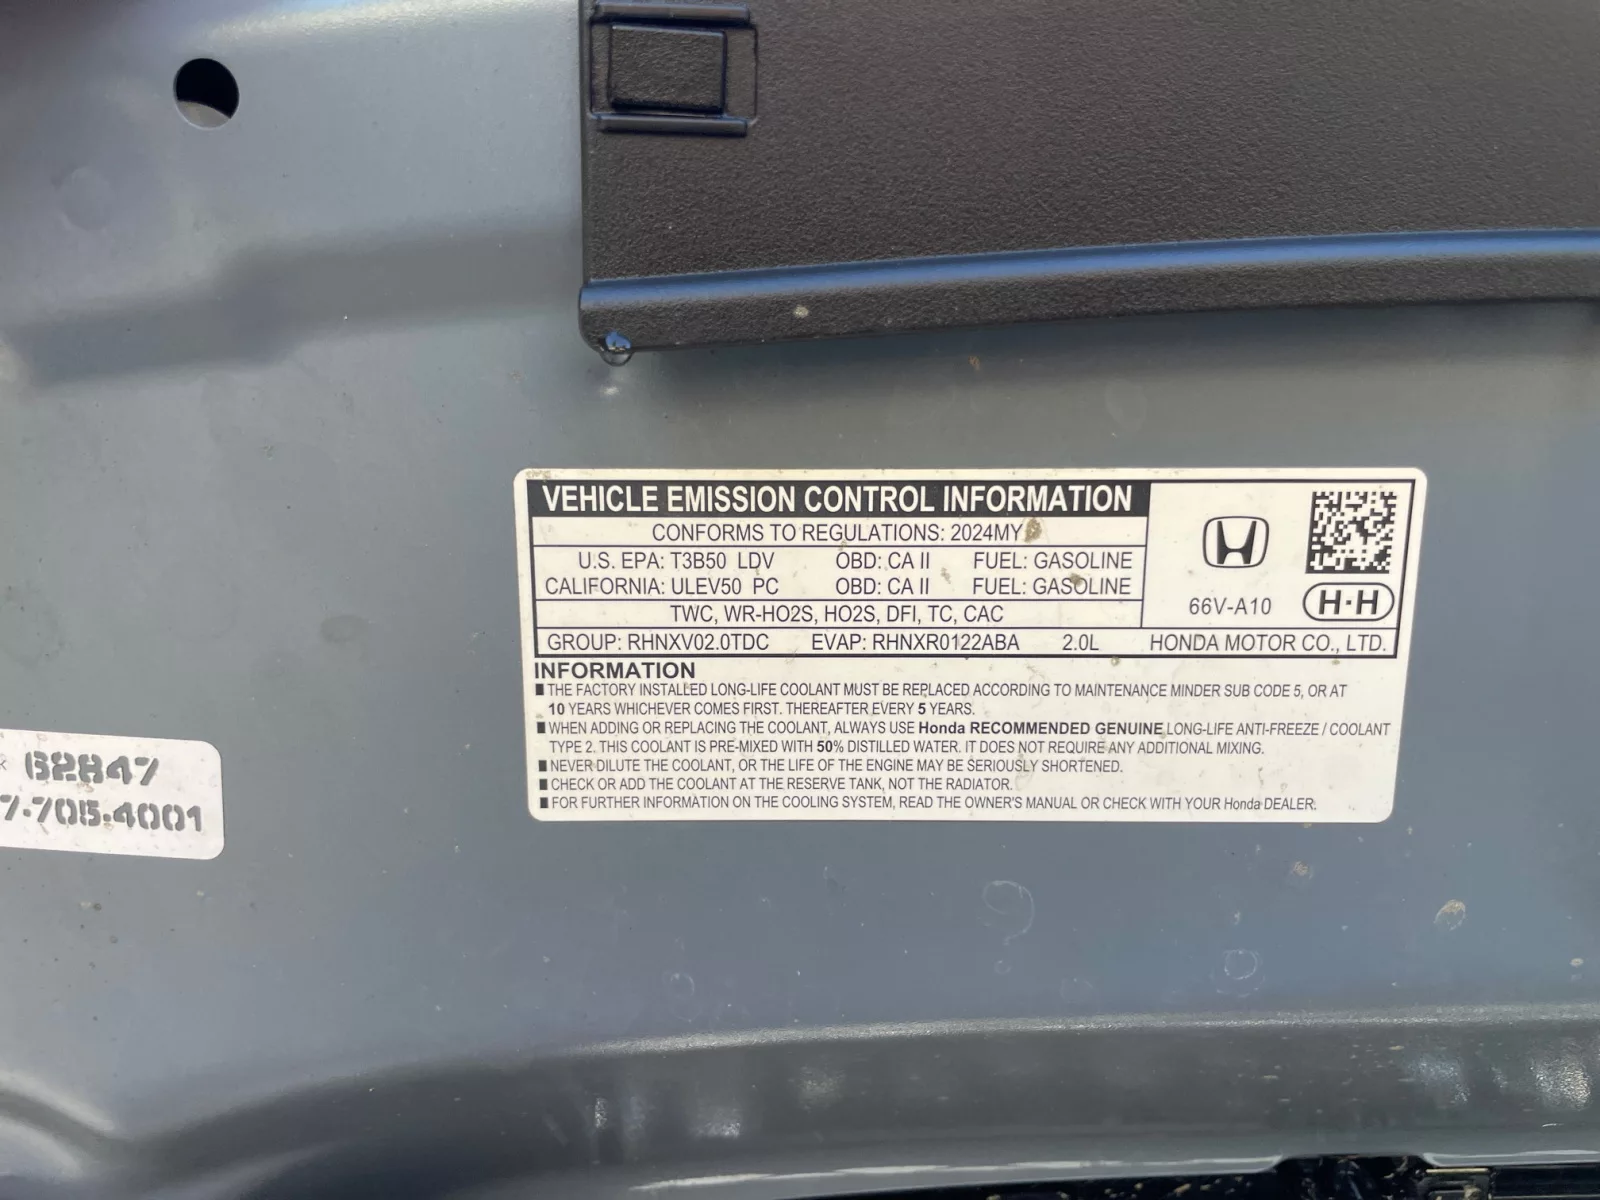 VEHICLE EMISSION CONTROL INFORMATION
CONFORMS TO REGULATIONS: 2024MY
U.S. EPA: T3B50 LDV OBD: CA II FUEL: GASOLINE
CALIFORNIA: ULEV50 PC OBD: CA II FUEL: GASOLINE
TWC, WR-HO2S, HO2S, DFI, TC, CAC
66V-A10
H·H
GROUP: RHNXV02.0TDC EVAP: RHNXR0122ABA 2.0L HONDA MOTOR CO., LTD.
INFORMATION
■ THE FACTORY INSTALLED LONG-LIFE COOLANT MUST BE REPLACED ACCORDING TO MAINTENANCE MINDER SUB CODE 5, OR AT
10 YEARS WHICHEVER COMES FIRST. THEREAFTER EVERY 5 YEARS.
■ WHEN ADDING OR REPLACING THE COOLANT, ALWAYS USE Honda RECOMMENDED GENUINE LONG-LIFE ANTI-FREEZE / COOLANT
TYPE 2. THIS COOLANT IS PRE-MIXED WITH 50% DISTILLED WATER. IT DOES NOT REQUIRE ANY ADDITIONAL MIXING.
■ NEVER DILUTE THE COOLANT, OR THE LIFE OF THE ENGINE MAY BE SERIOUSLY SHORTENED.
■ CHECK OR ADD THE COOLANT AT THE RESERVE TANK, NOT THE RADIATOR.
■ FOR FURTHER INFORMATION ON THE COOLING SYSTEM, READ THE OWNER'S MANUAL OR CHECK WITH YOUR Honda DEALER.
62847
7-705-4001